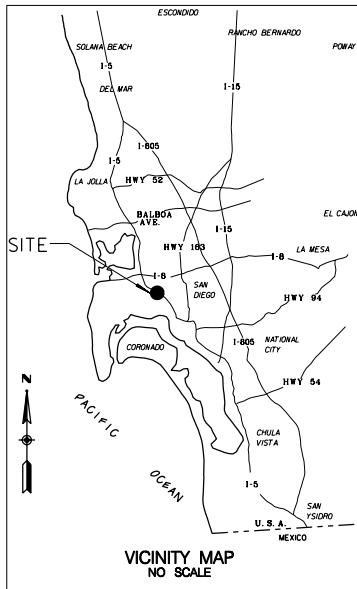 ESCONDIDO
SOLANA BEACH
RANCHO BERNARDO
POWAY
I-5
I-15
DEL MAR
I-805
I-5
LA JOLLA
HWY 52
BALBOA
AVE.
EL CAJON
SITE
HWY 163
I-15
I-8
LA MESA
I-8
SAN
DIEGO
HWY 94
I-805
CORONADO
NATIONAL
CITY
N
HWY 54
PACIFIC
CHULA
VISTA
OCEAN
I-5
SAN
YSIDRO
U.S.A.
MEXICO
VICINITY MAP
NO SCALE